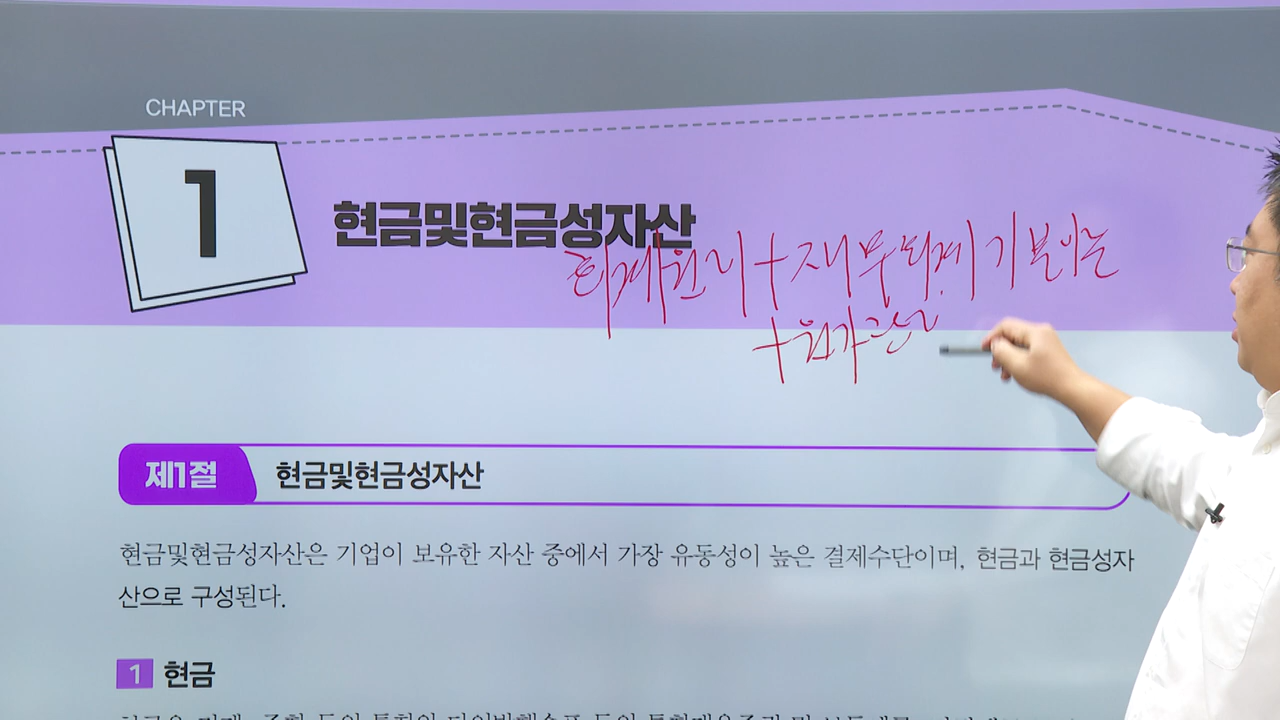 CHAPTER
1
현금및현금성자산
회계원리+재무회계 기본이론
+원가관리
제1절 현금및현금성자산
현금및현금성자산은 기업이 보유한 자산 중에서 가장 유동성이 높은 결제수단이며, 현금과 현금성자
산으로 구성된다.
1 현금